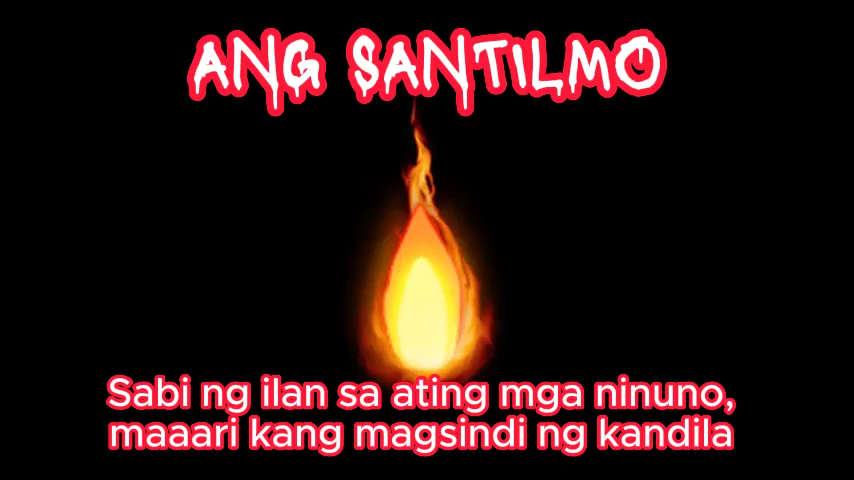 ANG SANTILMO
Sabi ng ilan sa ating mga ninuno,
maaari kang magsindi ng kandila